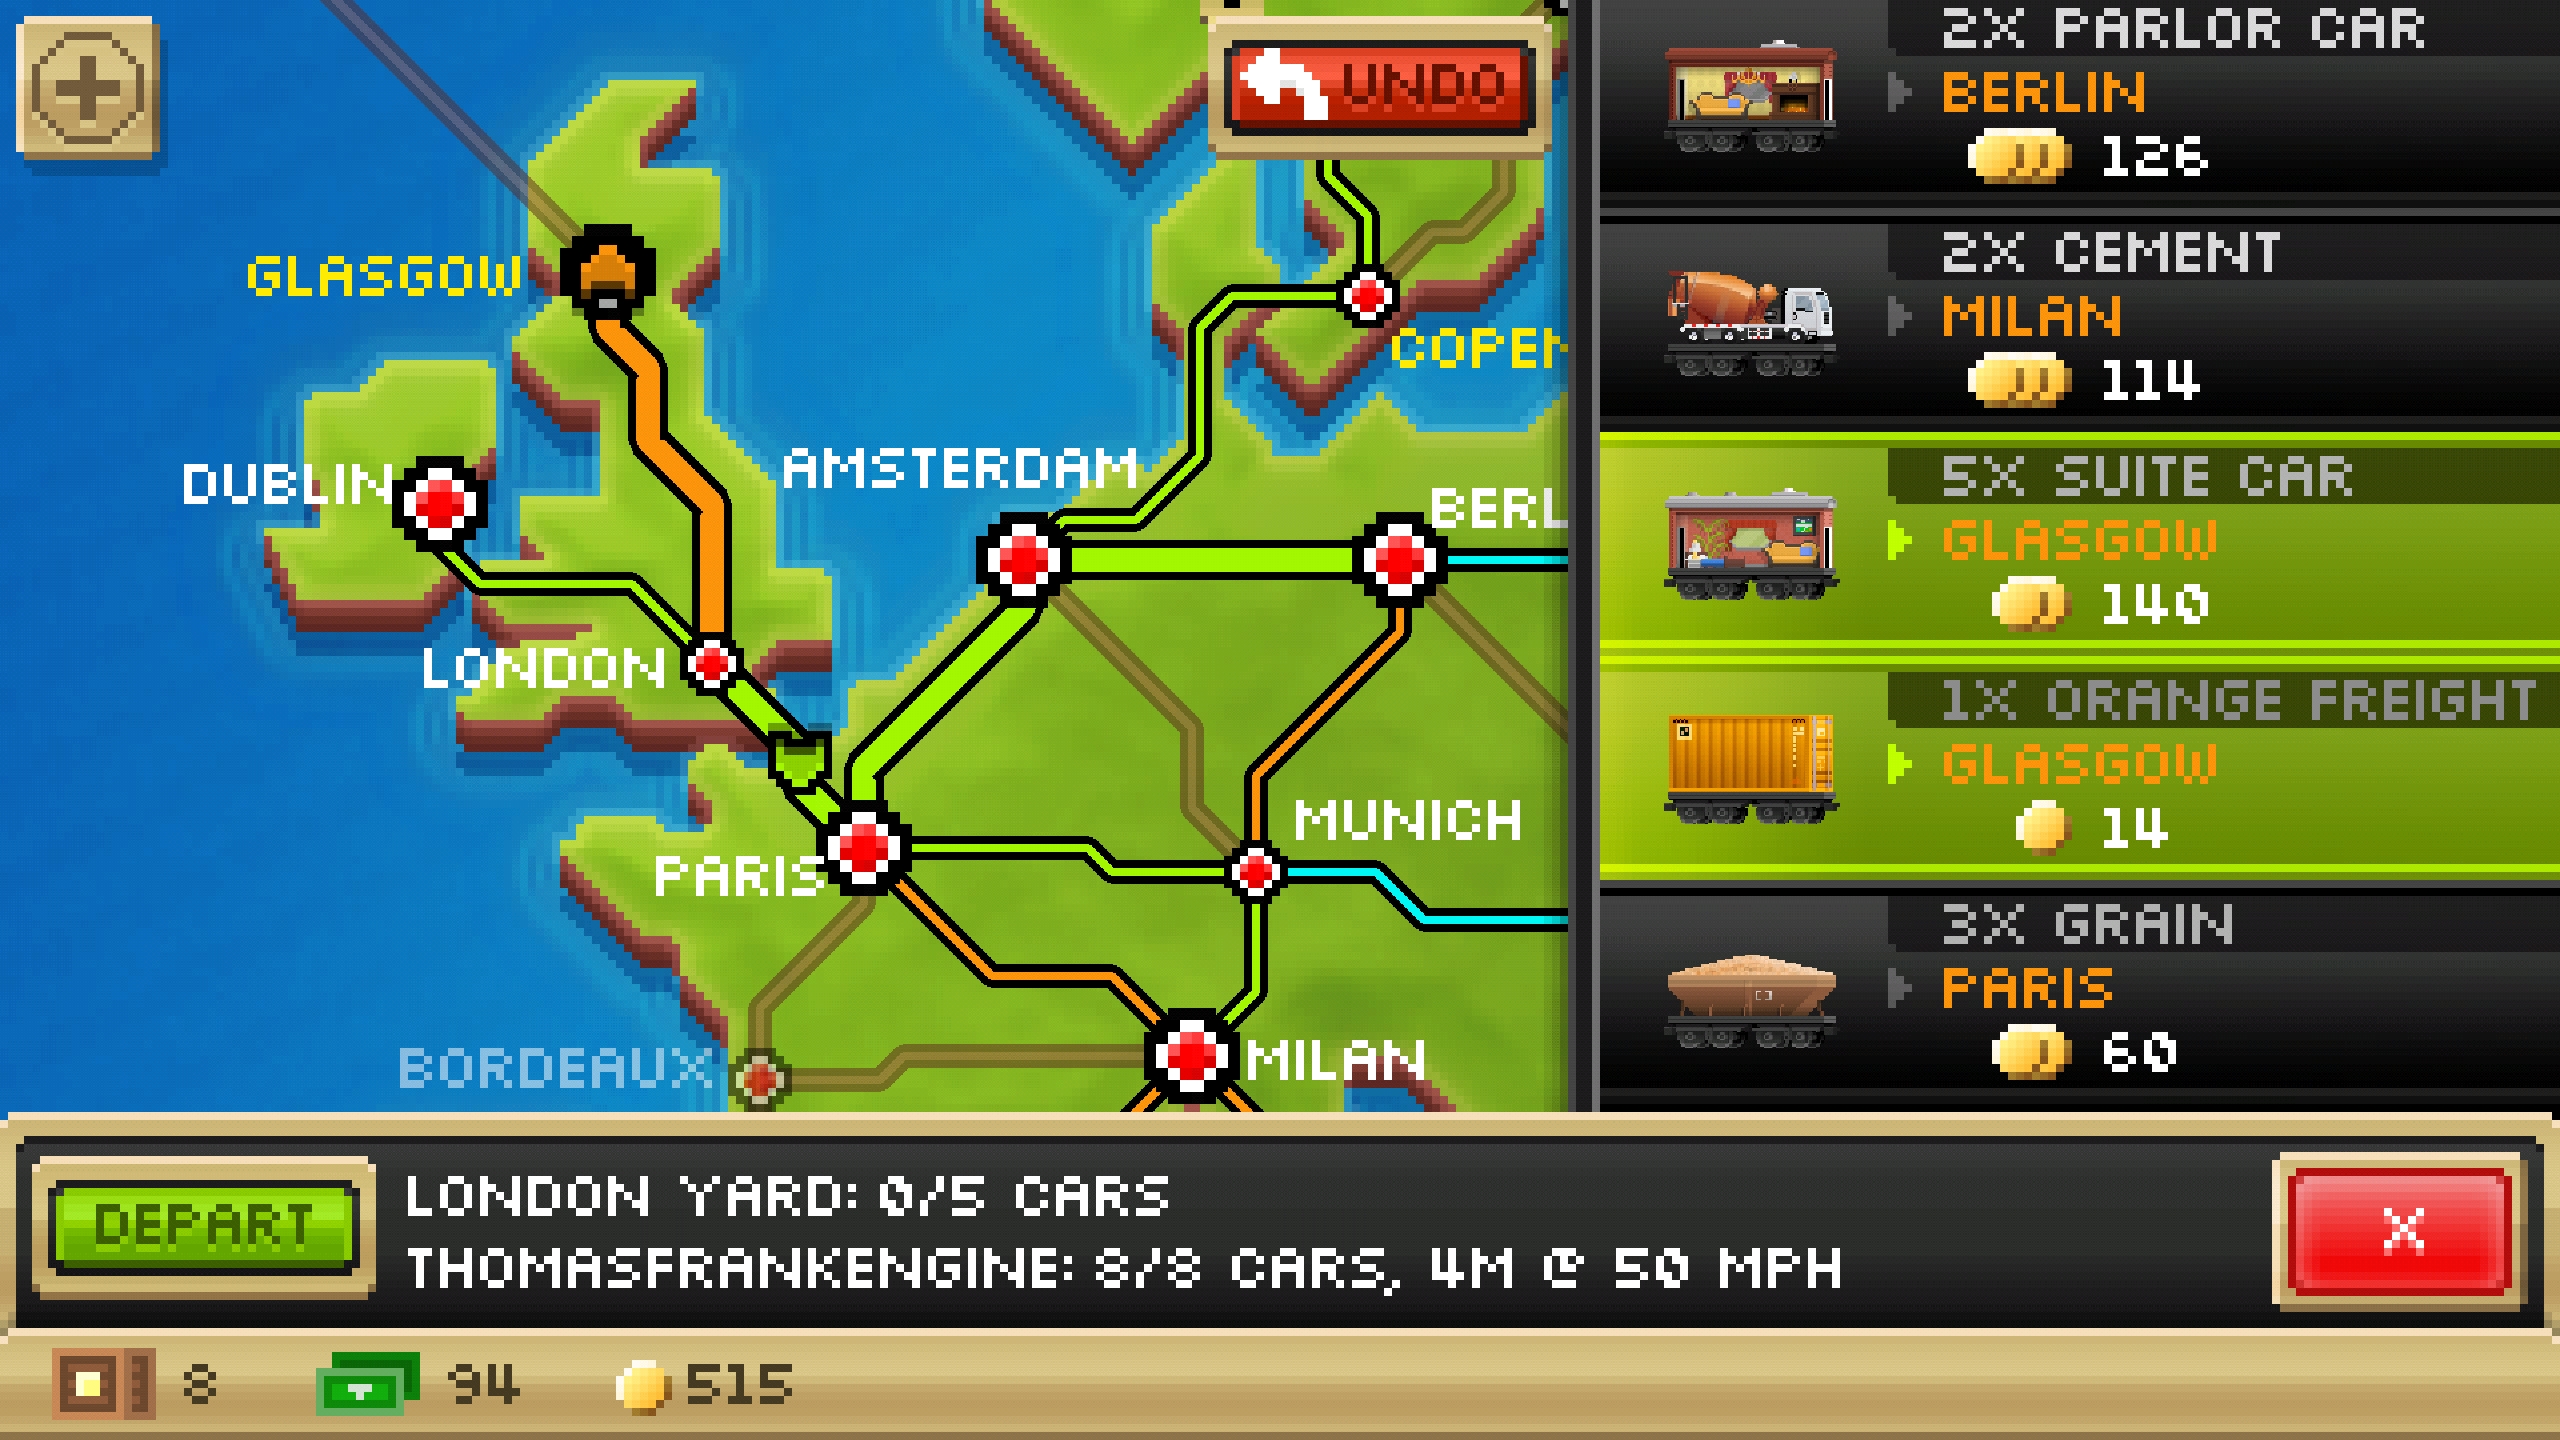 UNDO
GLASGOW
COPEN
DUBLIN
AMSTERDAM
BERL
LONDON
MUNICH
PARIS
BORDEAUX
MILAN
2X PARLOR CAR
BERLIN
126
2X CEMENT
MILAN
114
5X SUITE CAR
GLASGOW
140
1X ORANGE FREIGHT
GLASGOW
14
3X GRAIN
PARIS
60
DEPART
LONDON YARD: 0/5 CARS
THOMASFRANKENGINE: 8/8 CARS, 4M @ 50 MPH
X
8
94
515